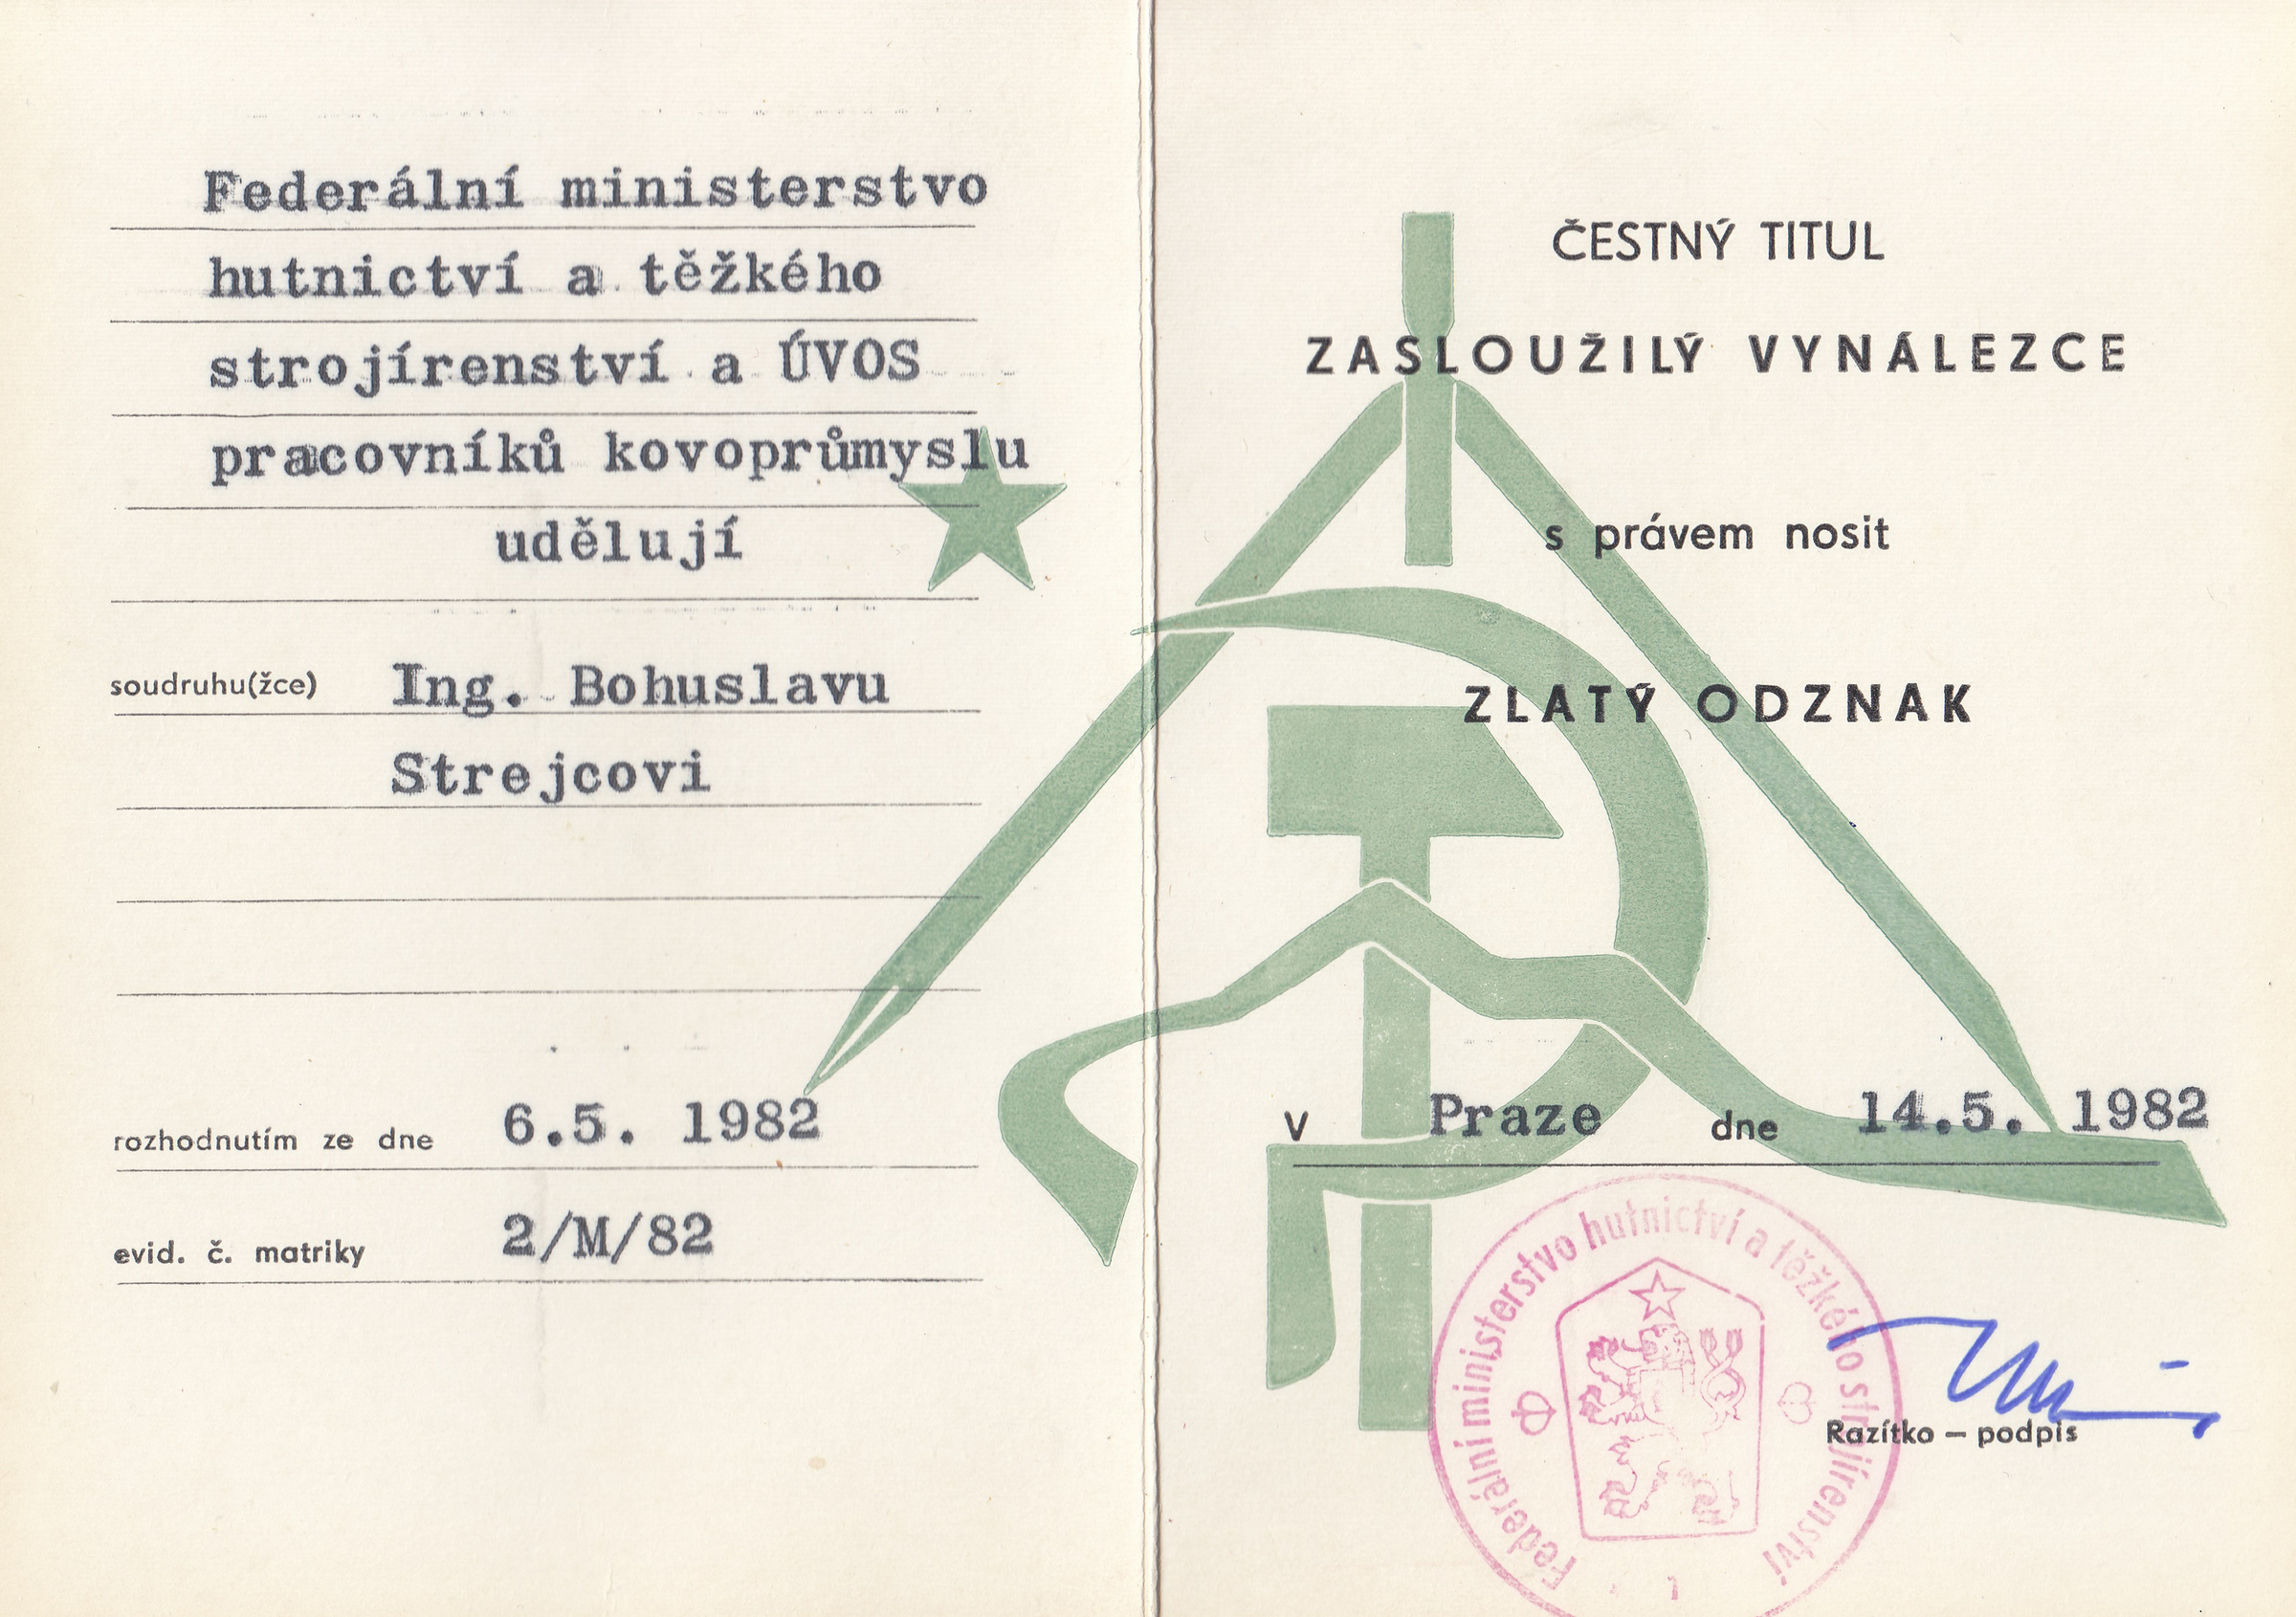 Federální ministerstvo
hutnictví a těžkého
strojírenství a ÚVOS
pracovníků kovoprůmyslu
udělují
soudruhu(žce) Ing. Bohuslavu
Strejcovi
rozhodnutím ze dne 6.5. 1982
evid. č. matriky 2/M/82
ČESTNÝ TITUL
ZASLOUŽILÝ VYNÁLEZCE
s právem nosit
ZLATÝ ODZNAK
v Praze dne 14.5. 1982
Federální ministerstvo hutnictví a těžkého strojírenství
1
Razítko — podpis